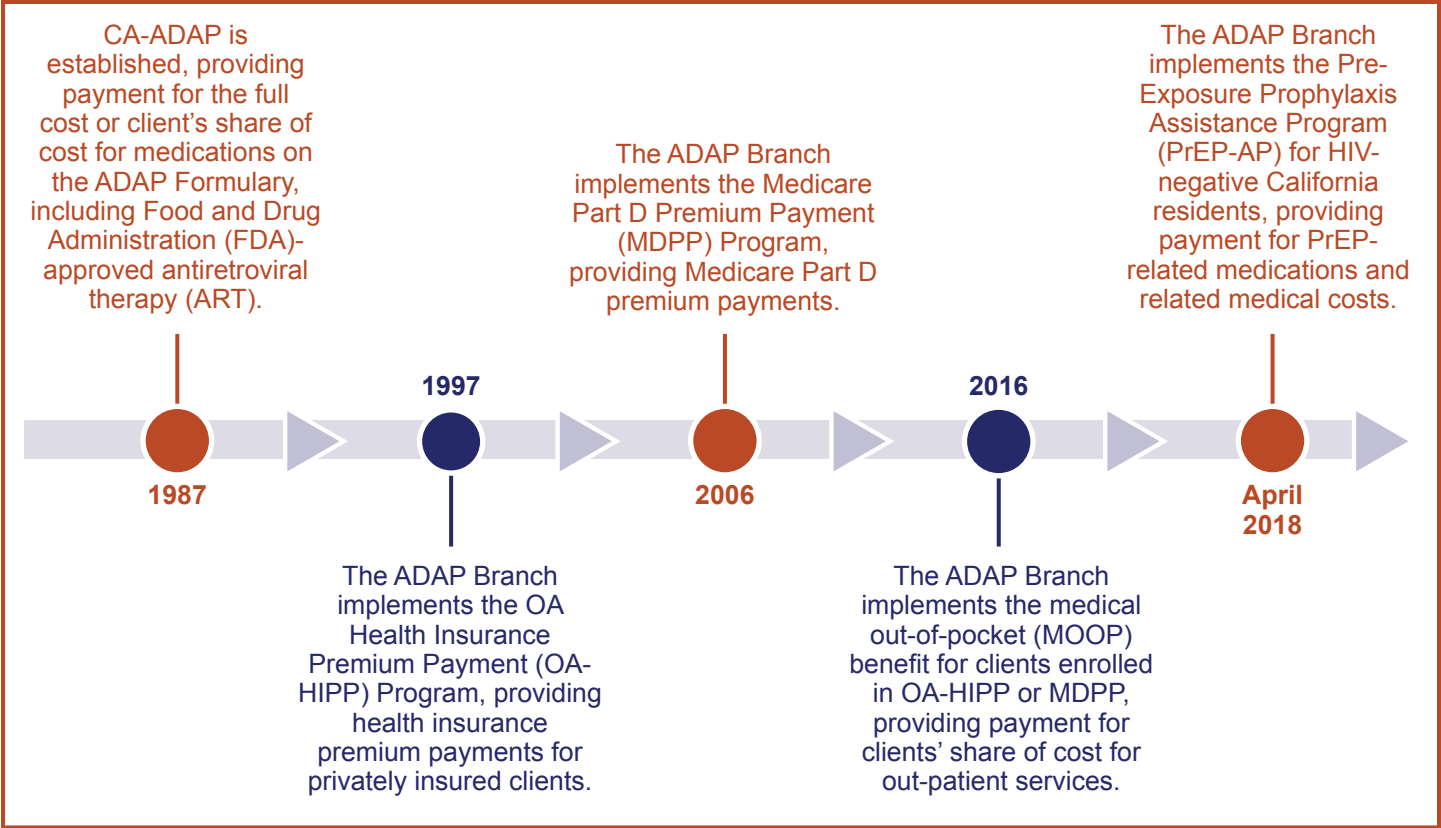 CA-ADAP is
established, providing
payment for the full
cost or client’s share of
cost for medications on
the ADAP Formulary,
including Food and Drug
Administration (FDA)-
approved antiretroviral
therapy (ART).
1987
1997
The ADAP Branch
implements the OA
Health Insurance
Premium Payment (OA-
HIPP) Program, providing
health insurance
premium payments for
privately insured clients.
The ADAP Branch
implements the Medicare
Part D Premium Payment
(MDPP) Program,
providing Medicare Part D
premium payments.
2006
2016
The ADAP Branch
implements the medical
out-of-pocket (MOOP)
benefit for clients enrolled
in OA-HIPP or MDPP,
providing payment for
clients’ share of cost for
out-patient services.
The ADAP Branch
implements the Pre-
Exposure Prophylaxis
Assistance Program
(PrEP-AP) for HIV-
negative California
residents, providing
payment for PrEP-
related medications and
related medical costs.
April
2018